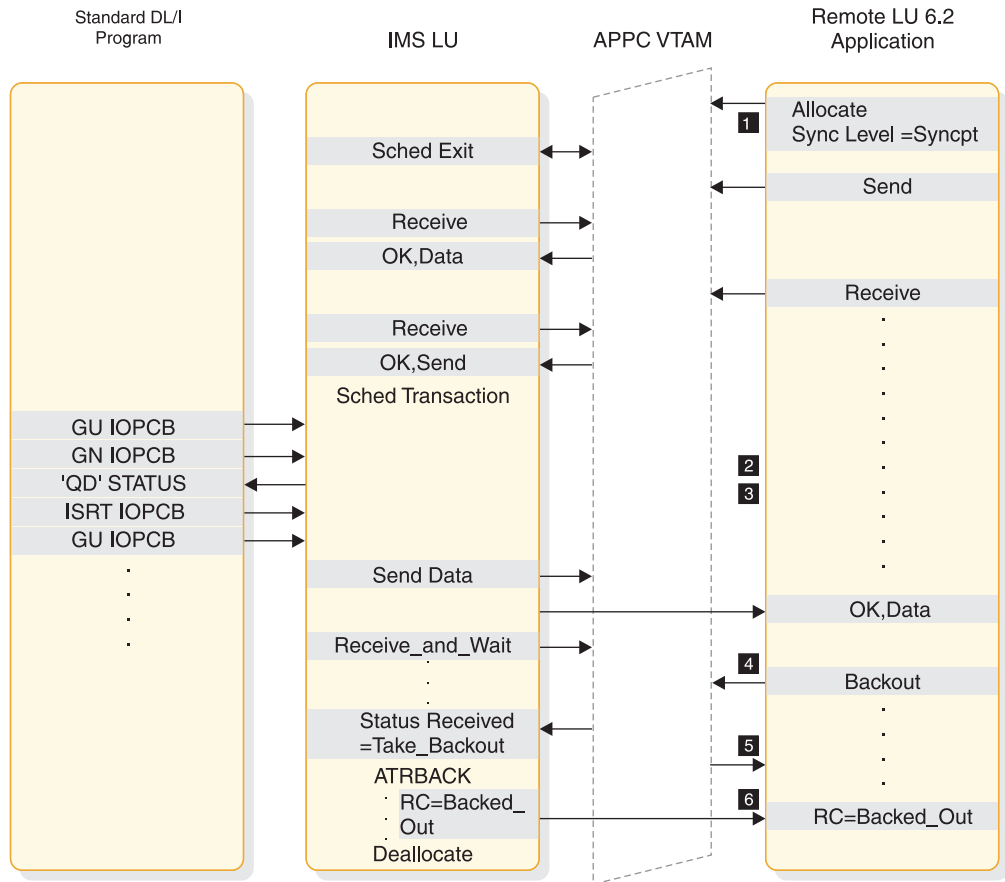 Standard DL/I
Program
IMS LU
APPC VTAM
Remote LU 6.2
Application
Allocate
Sync Level =Syncpt
1
Sched Exit
Send
Receive
OK,Data
Receive
Receive
OK,Send
Sched Transaction
GU IOPCB
GN IOPCB
'QD' STATUS
ISRT IOPCB
GU IOPCB
2
3
Send Data
OK,Data
Receive_and_Wait
4
Backout
Status Received
=Take_Backout
5
ATRBACK
RC=Backed_
Out
6
RC=Backed_Out
Deallocate